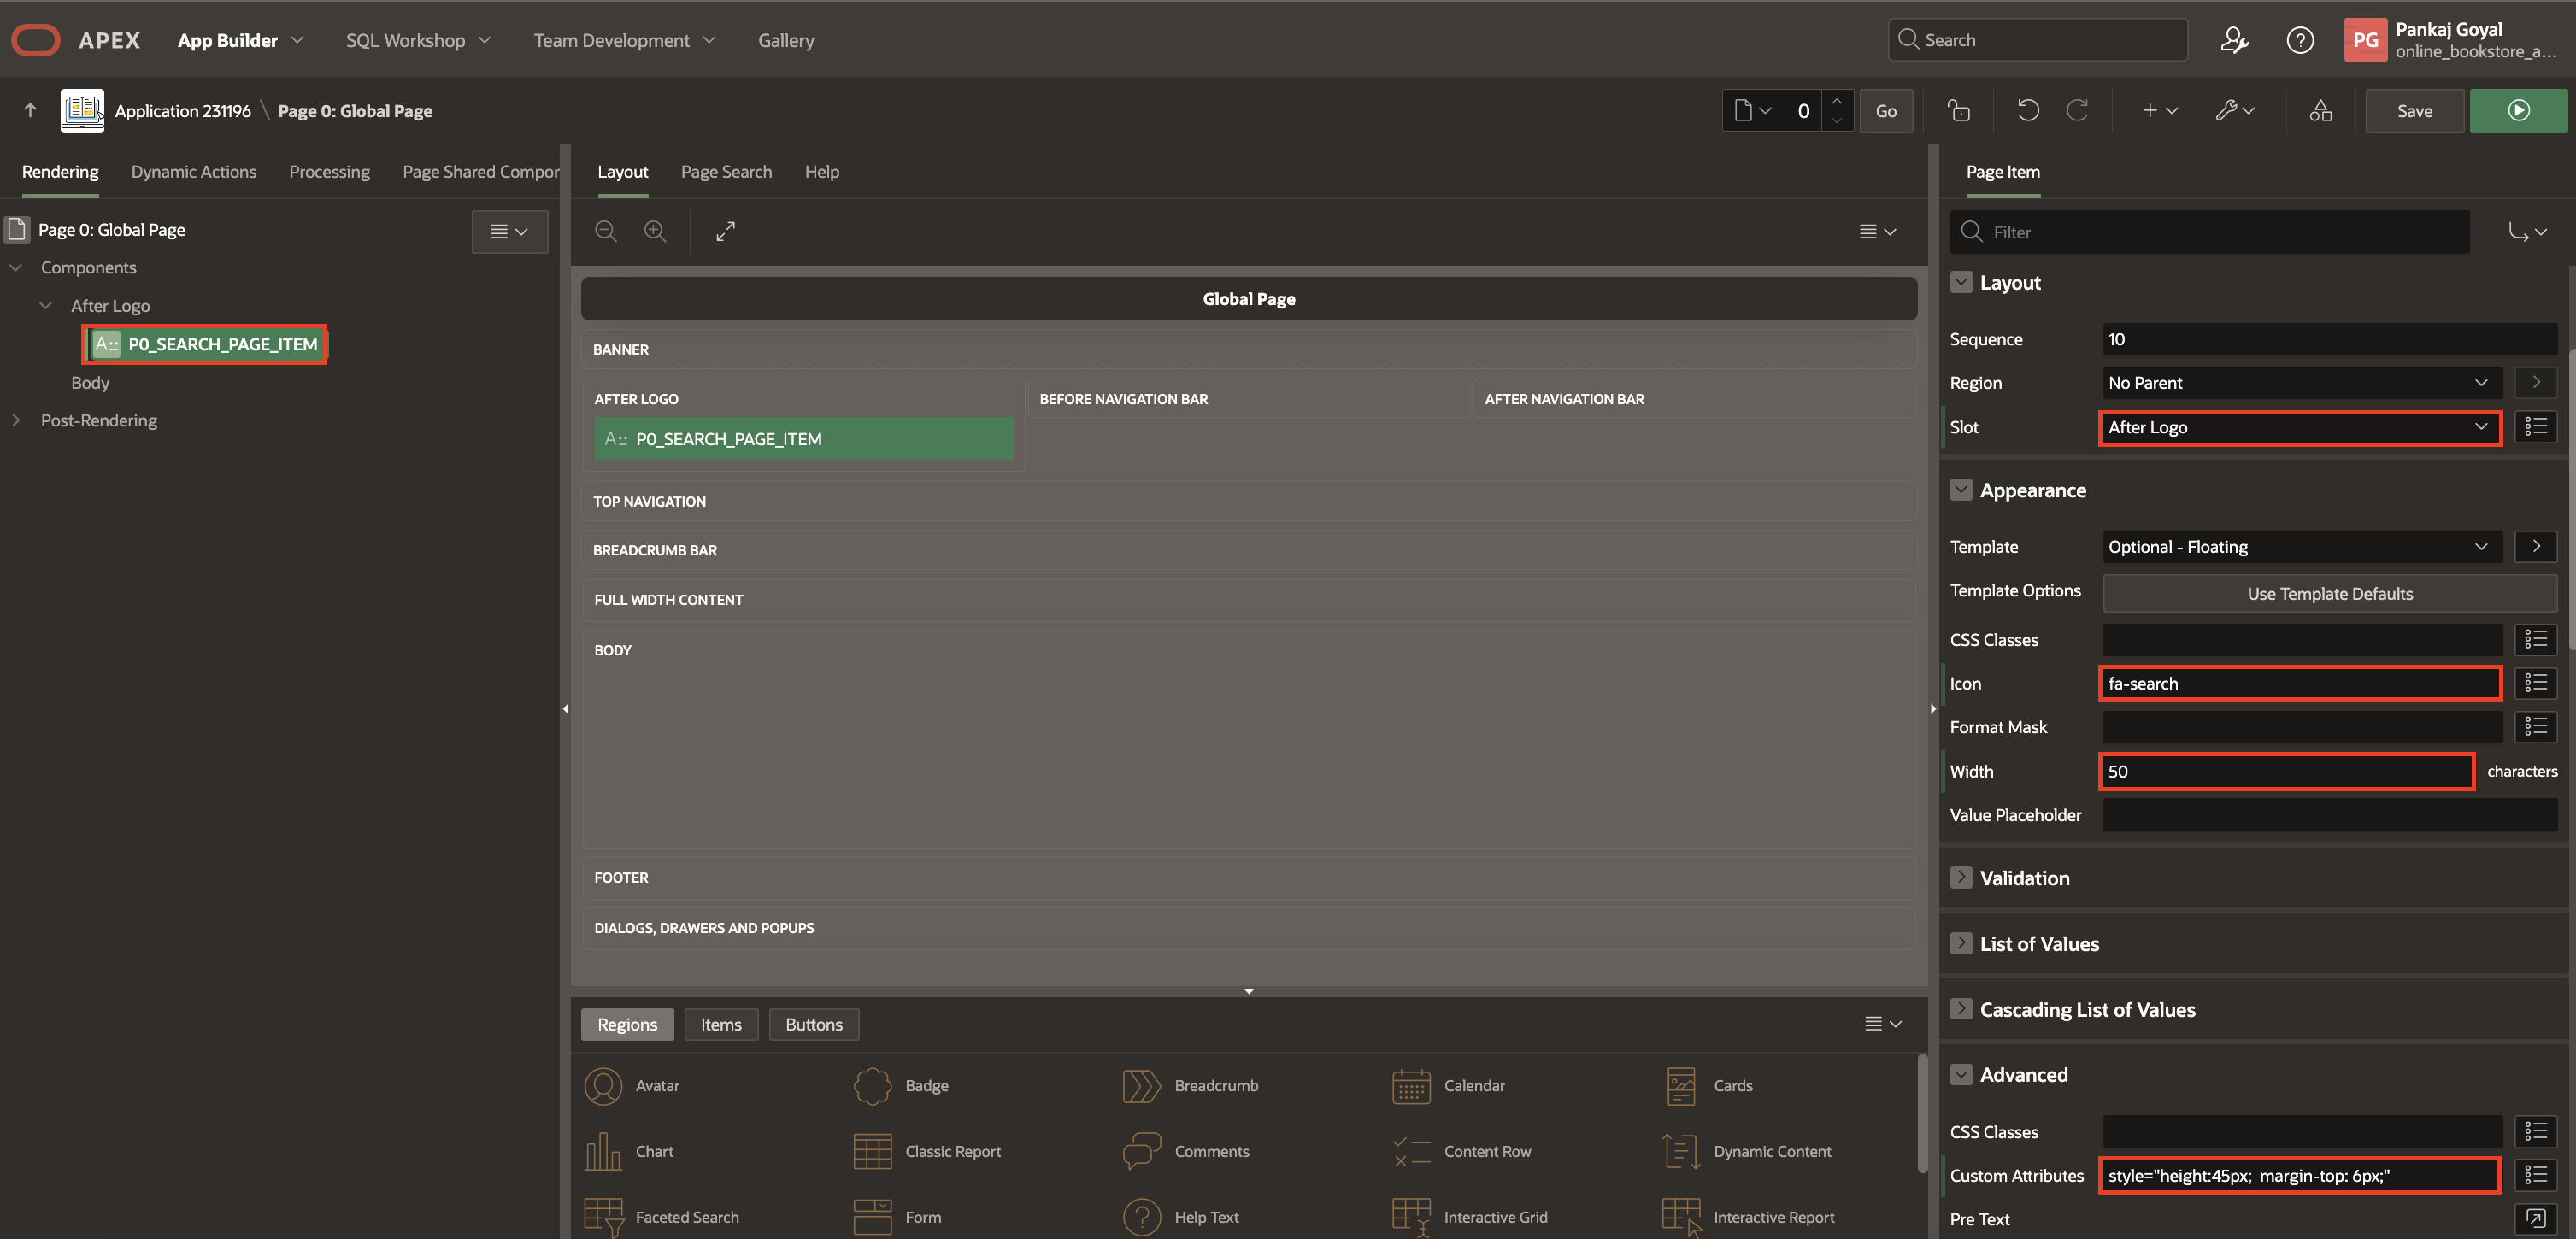 APEX App Builder SQL Workshop Team Development Gallery Search PG Pankaj Goyal
online_bookstore_a...
Application 231196 \ Page 0: Global Page 0 Go Save
Rendering Dynamic Actions Processing Page Shared Compor
Page 0: Global Page
Components
After Logo
P0_SEARCH_PAGE_ITEM
Body
Post-Rendering
Layout Page Search Help
Global Page
BANNER
AFTER LOGO BEFORE NAVIGATION BAR AFTER NAVIGATION BAR
P0_SEARCH_PAGE_ITEM
TOP NAVIGATION
BREADCRUMB BAR
FULL WIDTH CONTENT
BODY
FOOTER
DIALOGS, DRAWERS AND POPUPS
Regions Items Buttons
Avatar Badge Breadcrumb Calendar Cards
Chart Classic Report Comments Content Row Dynamic Content
Faceted Search Form Help Text Interactive Grid Interactive Report
Page Item
Filter
Layout
Sequence 10
Region No Parent
Slot After Logo
Appearance
Template Optional - Floating
Template Options Use Template Defaults
CSS Classes
Icon fa-search
Format Mask
Width 50 characters
Value Placeholder
Validation
List of Values
Cascading List of Values
Advanced
CSS Classes
Custom Attributes style="height:45px; margin-top: 6px;"
Pre Text